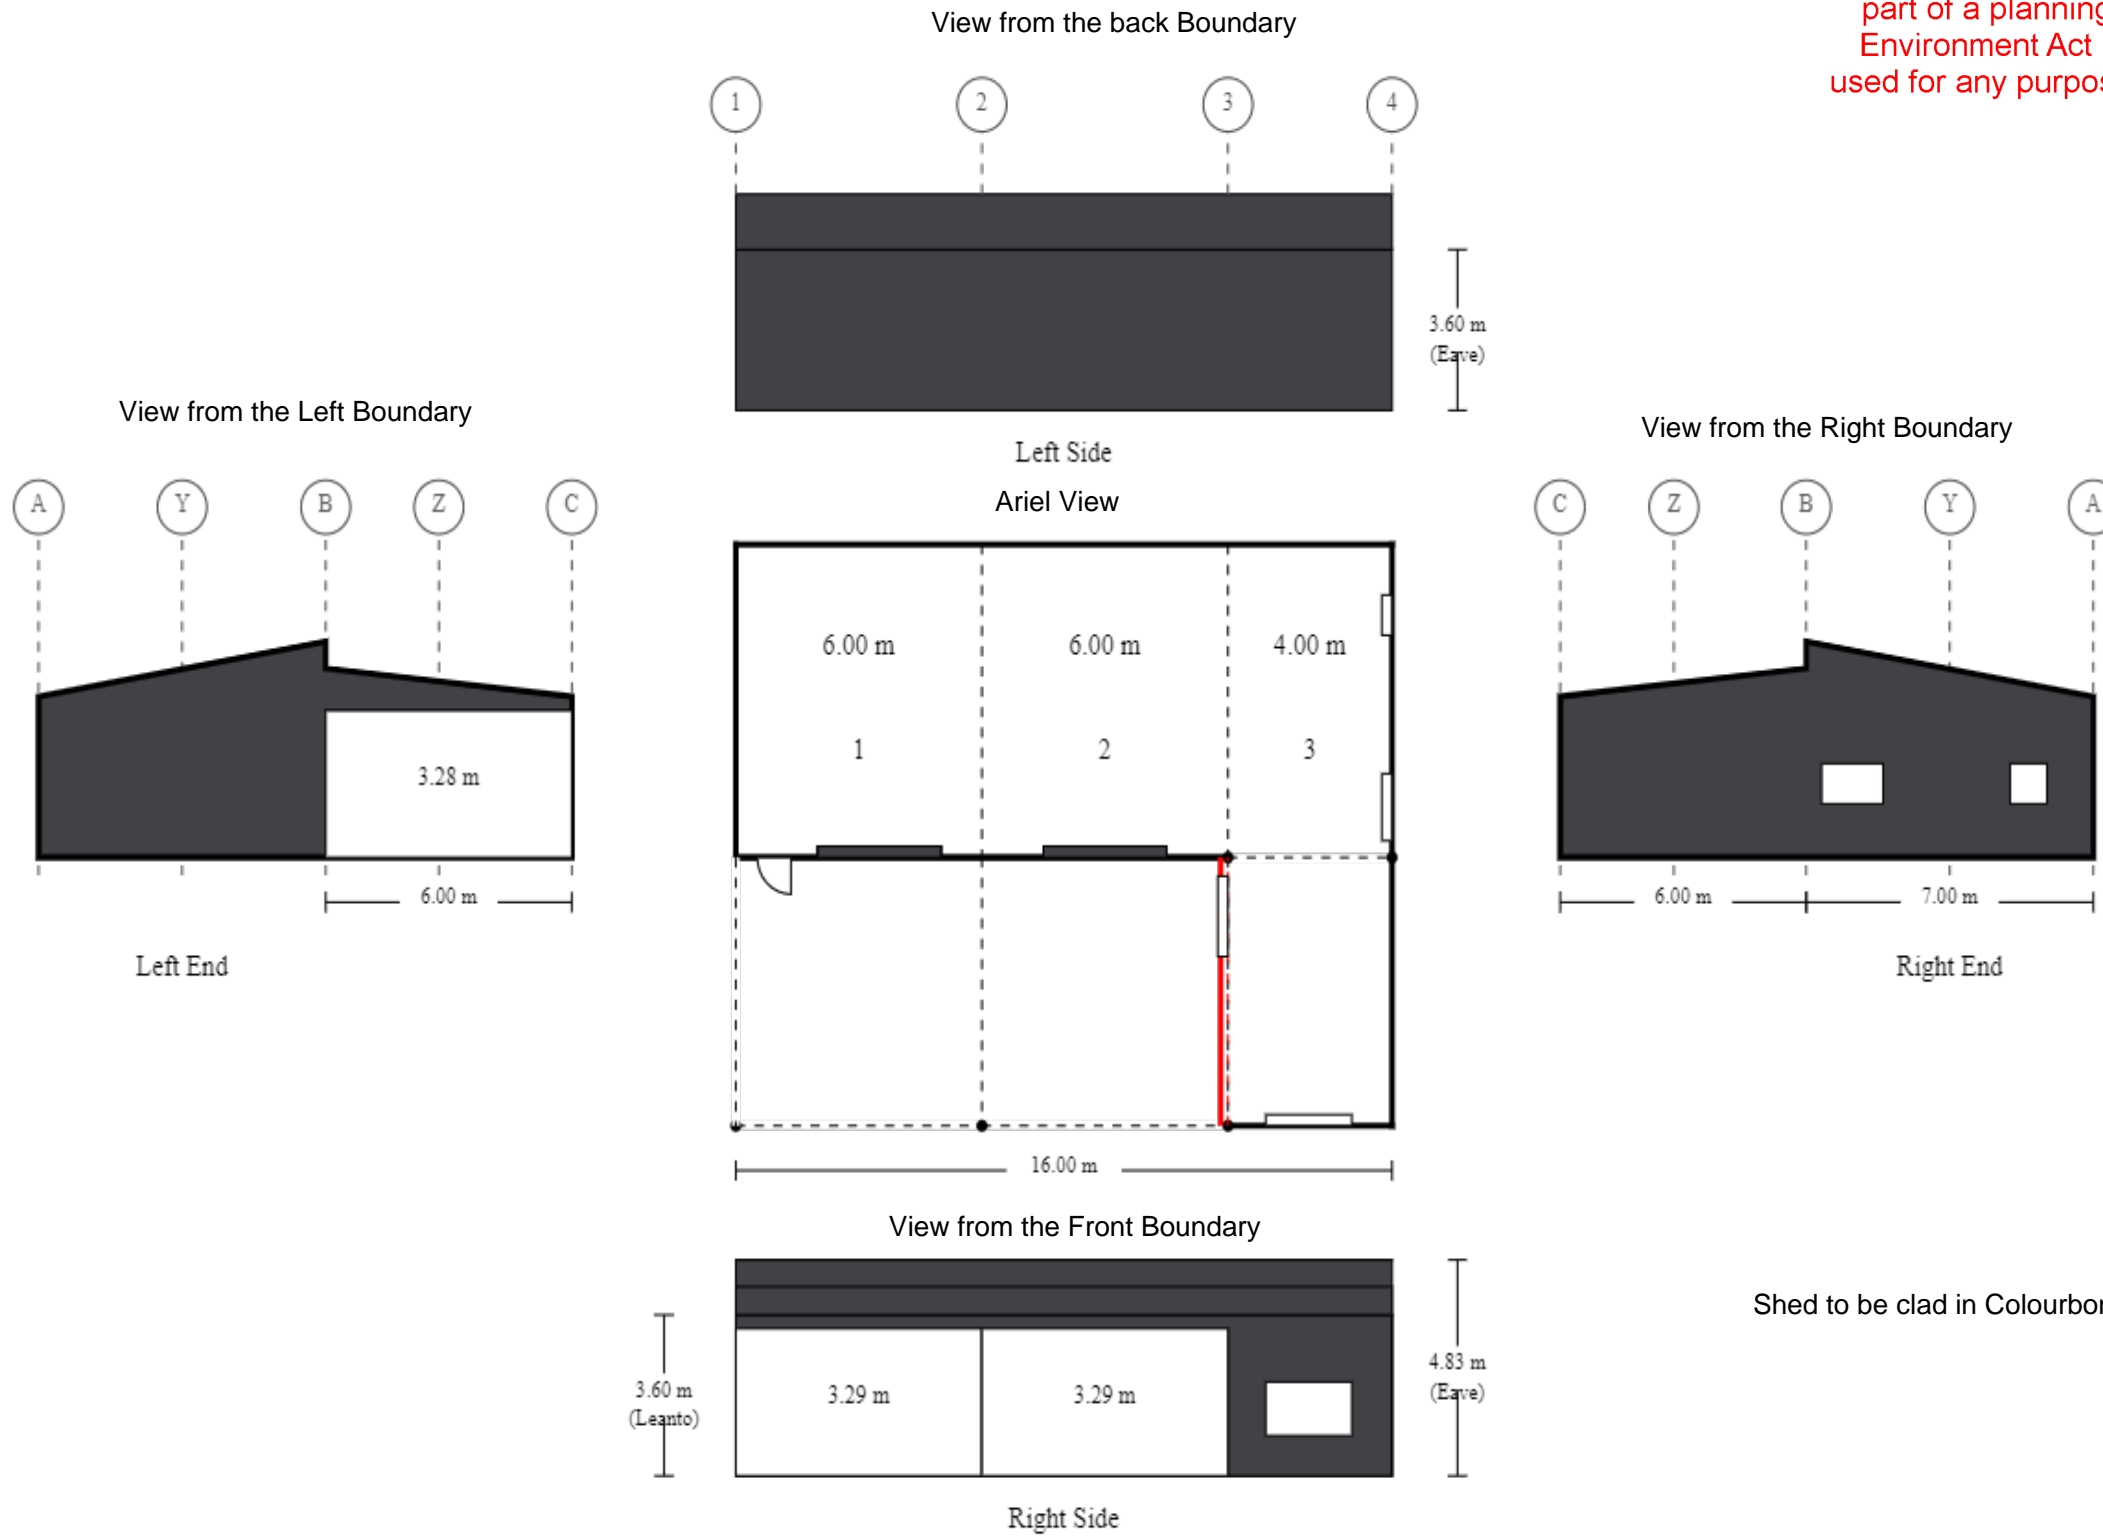 View from the back Boundary
part of a planning
Environment Act
used for any purpos
1
2
3
4
3.60 m
(Eave)
Left Side
View from the Left Boundary
View from the Right Boundary
A
Y
B
Z
C
Ariel View
C
Z
B
Y
A
6.00 m
6.00 m
4.00 m
1
2
3
3.28 m
6.00 m
Left End
6.00 m
7.00 m
Right End
16.00 m
View from the Front Boundary
Shed to be clad in Colourbon
3.60 m
(Leanto)
3.29 m
3.29 m
4.83 m
(Eave)
Right Side